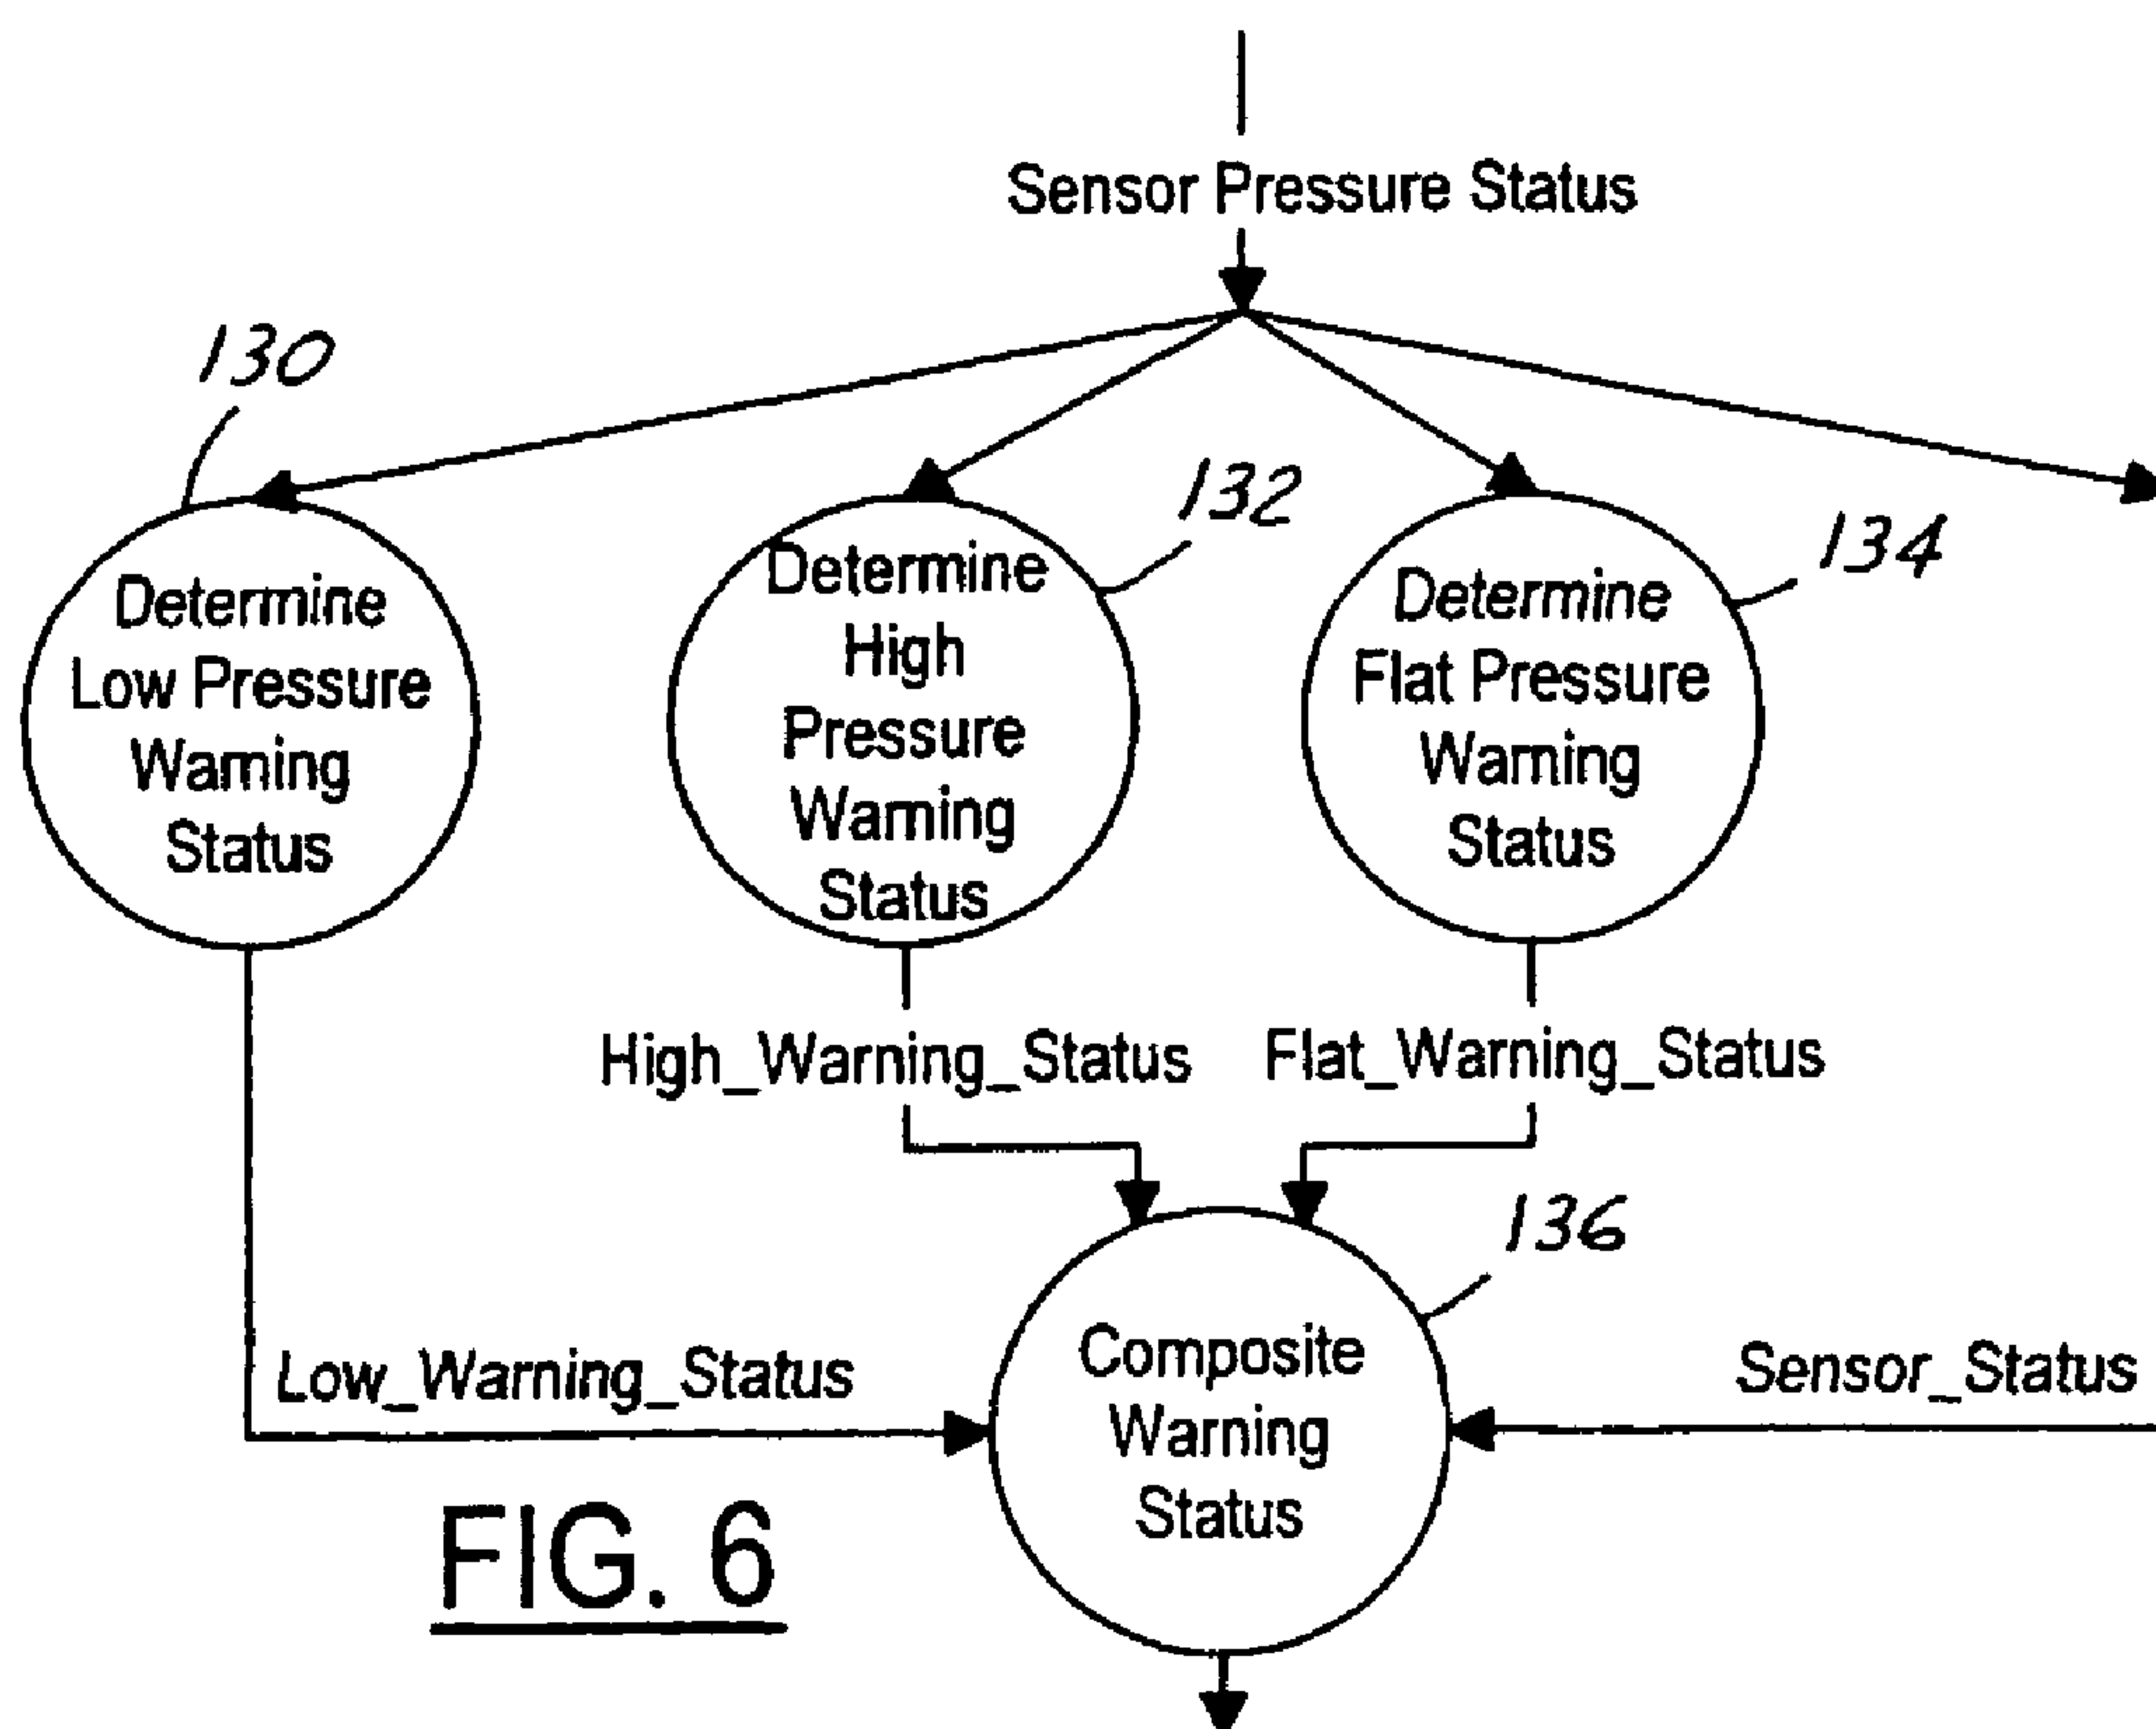 Sensor Pressure Status
130
132
134
Determine
Low Pressure
Warning
Status
Determine
High
Pressure
Warning
Status
Determine
Flat Pressure
Warning
Status
High_Warning_Status
Flat_Warning_Status
136
Low_Warning_Status
Composite
Warning
Status
Sensor_Status
FIG. 6